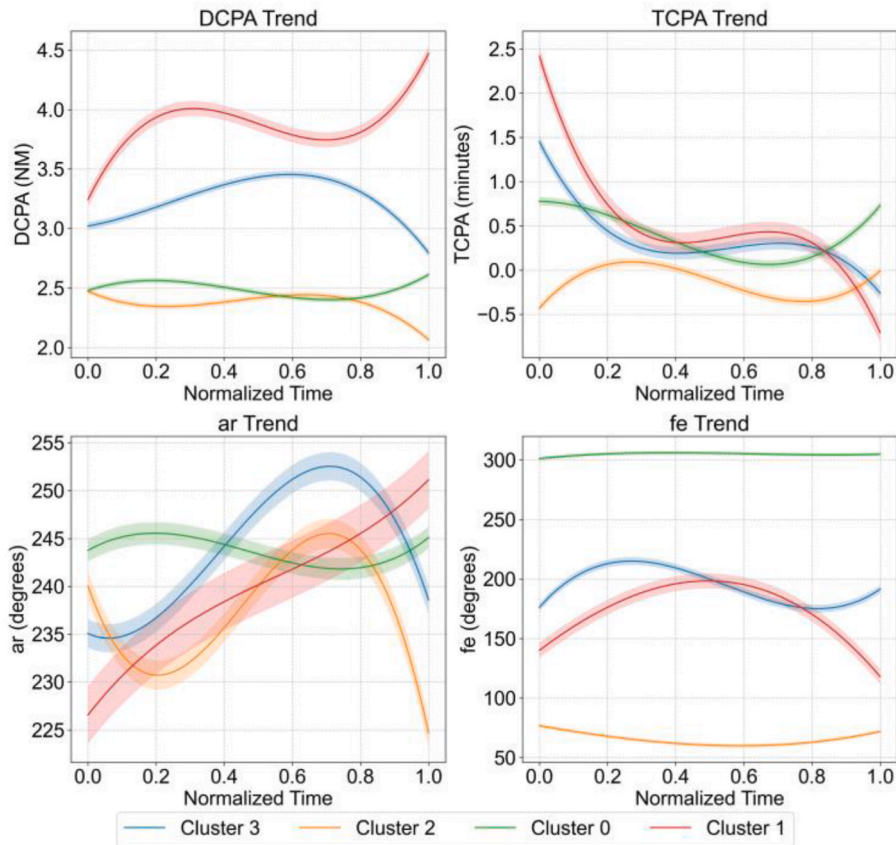 DCPA Trend
4.5
4.0
3.5
3.0
2.5
2.0
DCPA (NM)
0.0 0.2 0.4 0.6 0.8 1.0
Normalized Time
TCPA Trend
2.5
2.0
1.5
1.0
0.5
0.0
−0.5
TCPA (minutes)
0.0 0.2 0.4 0.6 0.8 1.0
Normalized Time
ar Trend
255
250
245
240
235
230
225
ar (degrees)
0.0 0.2 0.4 0.6 0.8 1.0
Normalized Time
fe Trend
300
250
200
150
100
50
fe (degrees)
0.0 0.2 0.4 0.6 0.8 1.0
Normalized Time
Cluster 3 Cluster 2 Cluster 0 Cluster 1